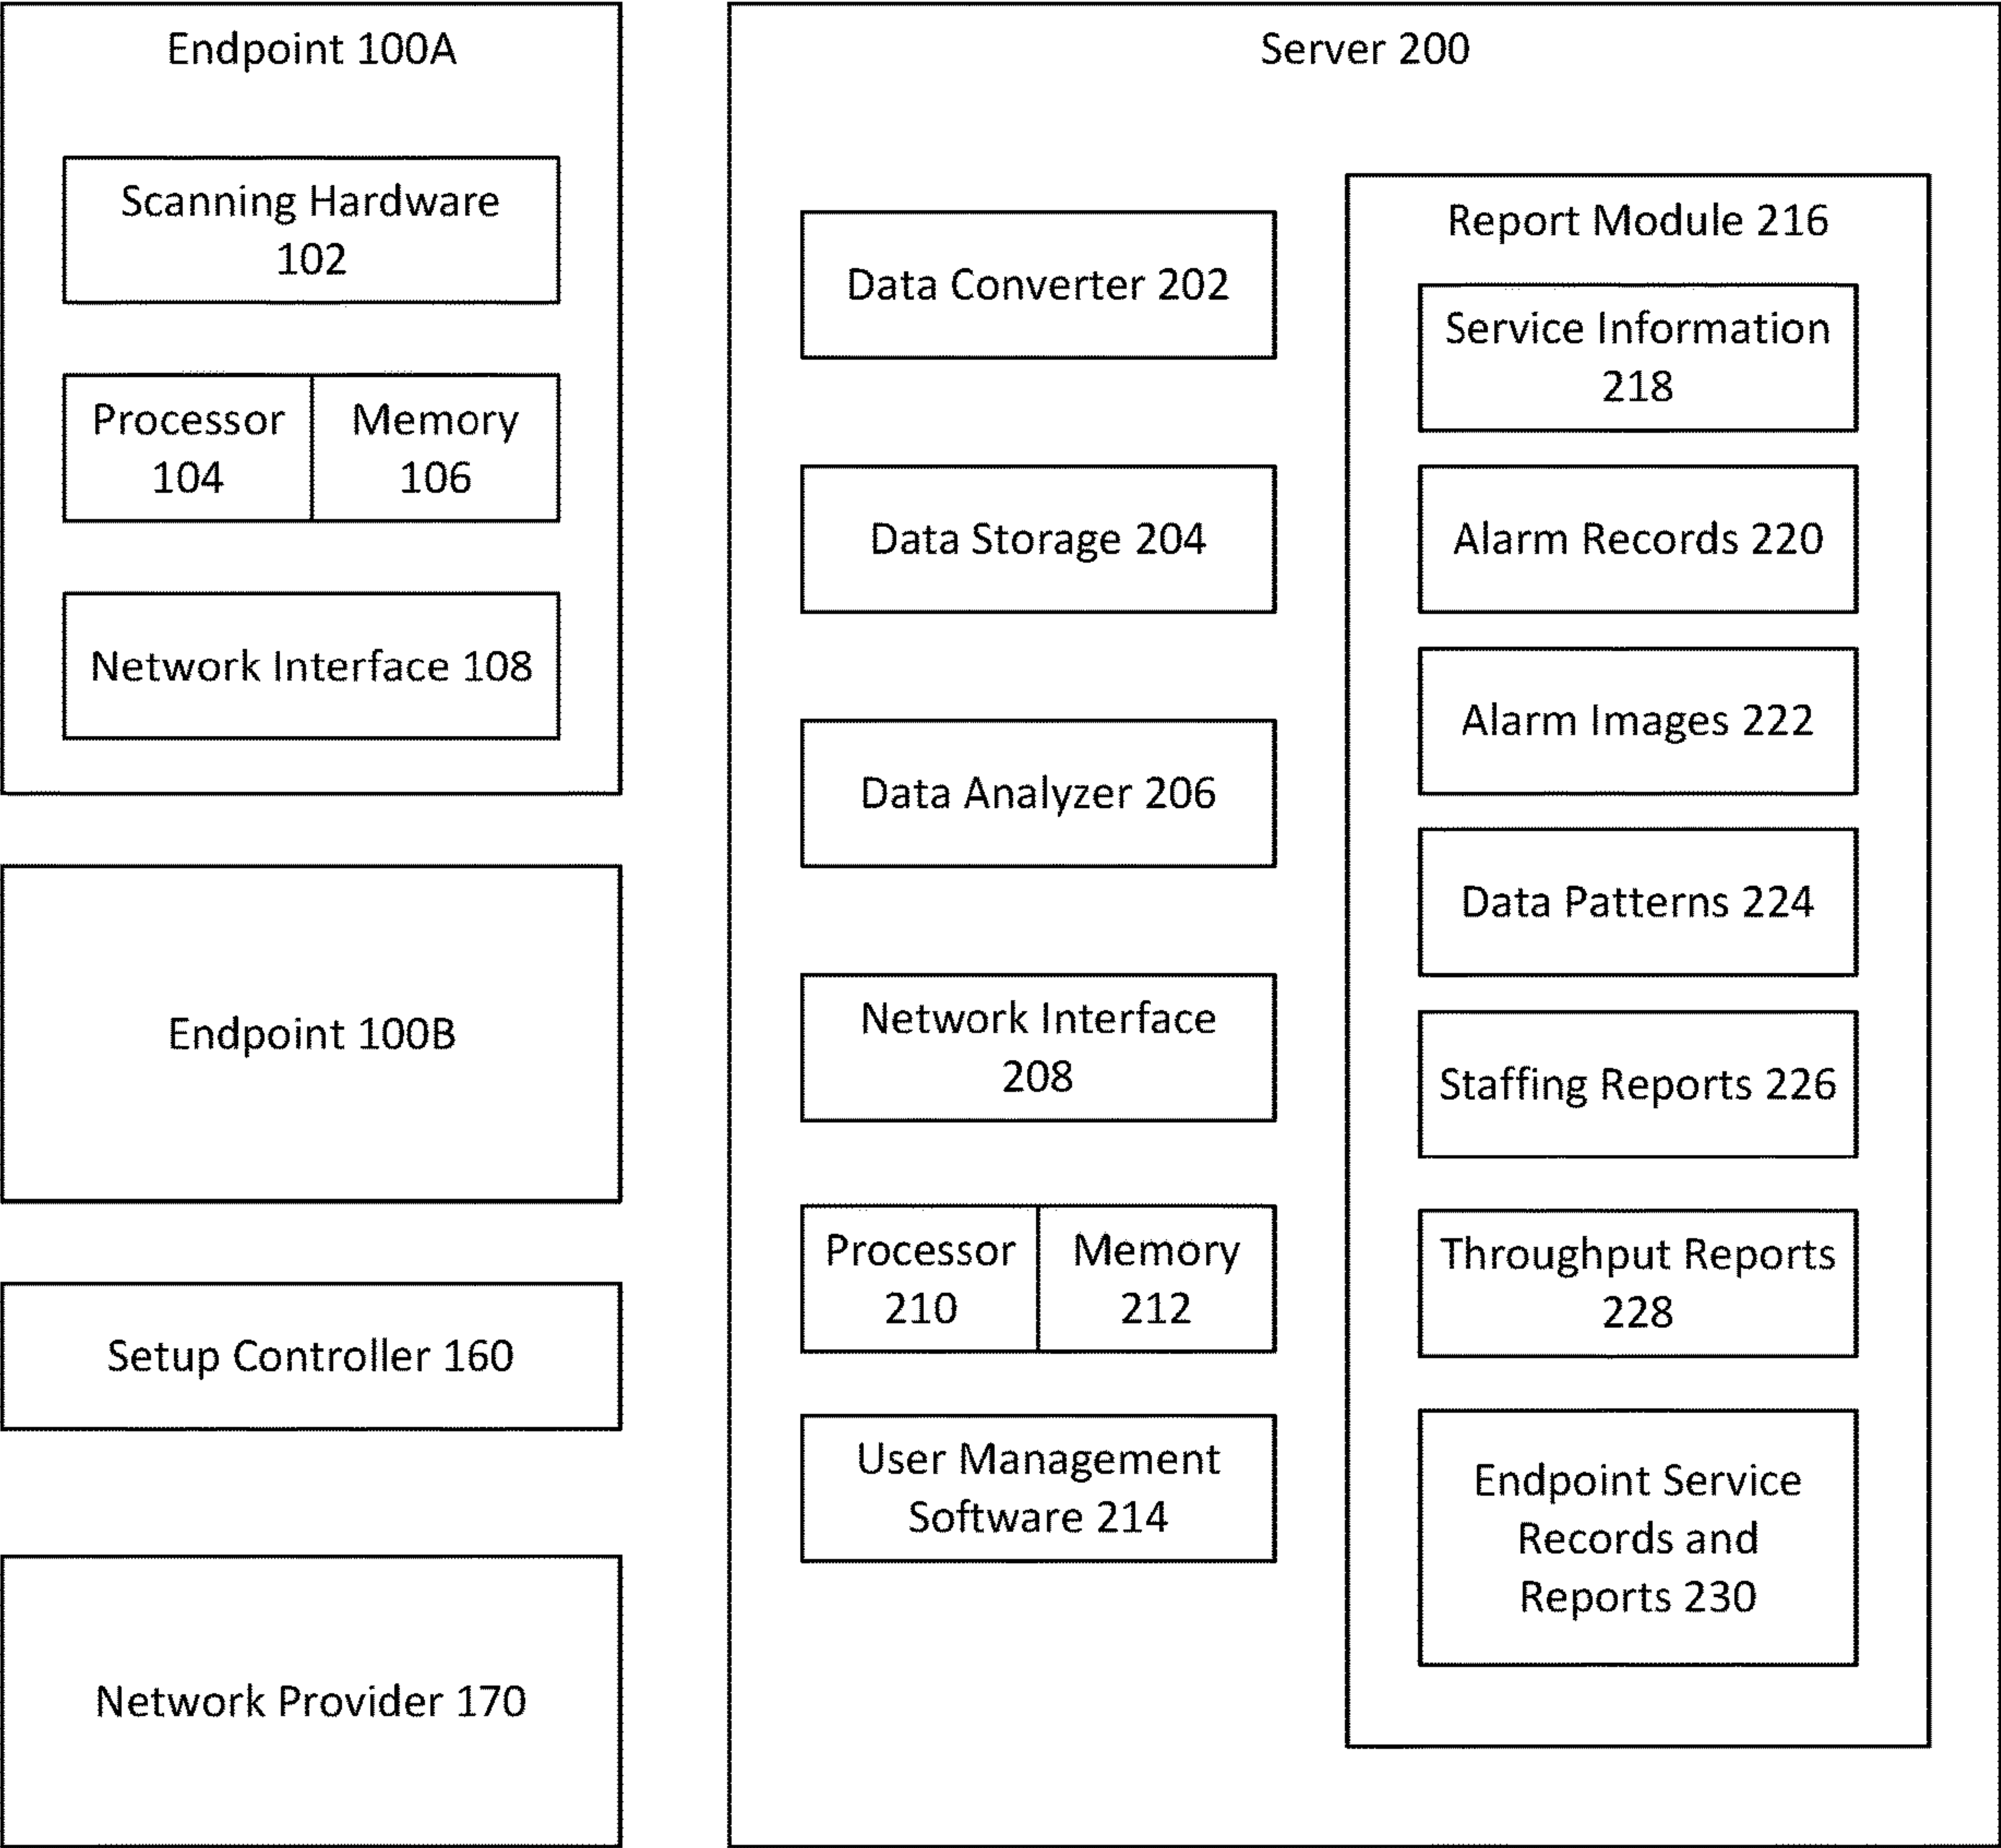 Endpoint 100A
Scanning Hardware
102
Processor
104
Memory
106
Network Interface 108
Endpoint 100B
Setup Controller 160
Network Provider 170
Server 200
Data Converter 202
Data Storage 204
Data Analyzer 206
Network Interface
208
Processor
210
Memory
212
User Management
Software 214
Report Module 216
Service Information
218
Alarm Records 220
Alarm Images 222
Data Patterns 224
Staffing Reports 226
Throughput Reports
228
Endpoint Service
Records and
Reports 230